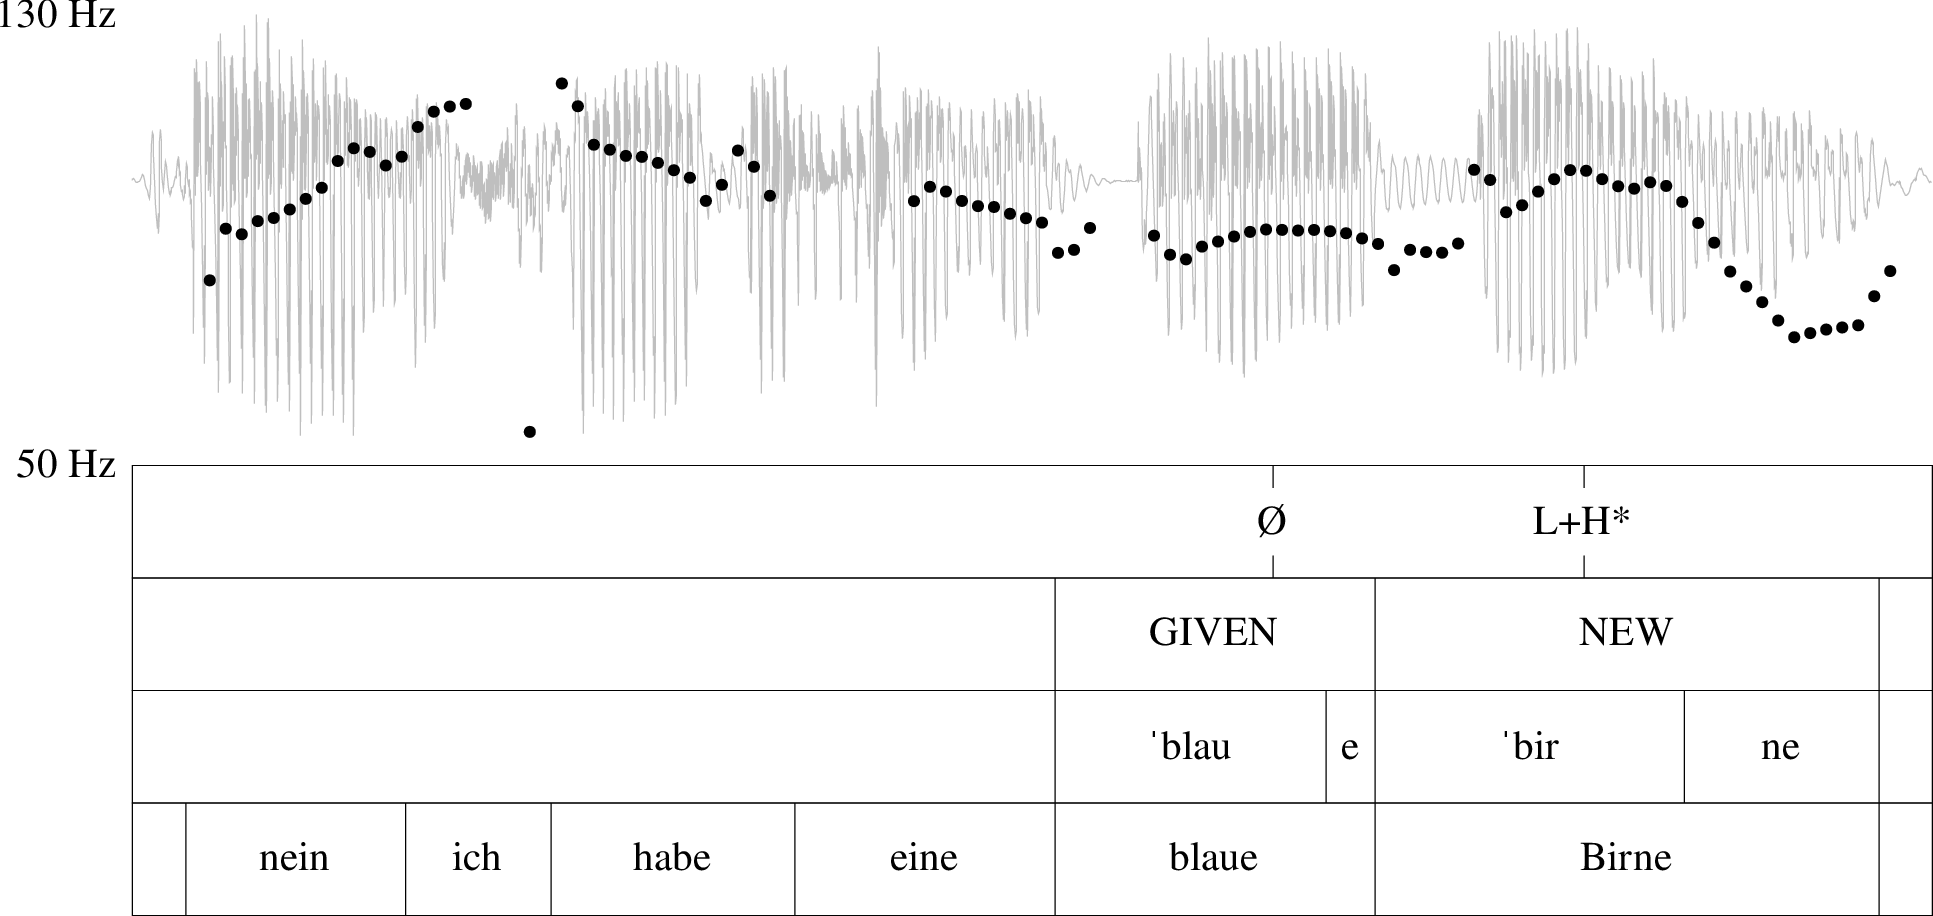 130 Hz
50 Hz
Ø L+H*
GIVEN NEW
ˈblau e ˈbir ne
nein ich habe eine blaue Birne